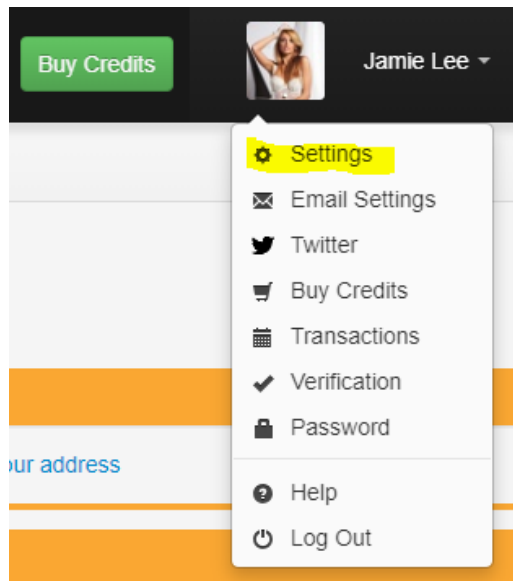 Buy Credits
Jamie Lee
Settings
Email Settings
Twitter
Buy Credits
Transactions
Verification
Password
our address
Help
Log Out